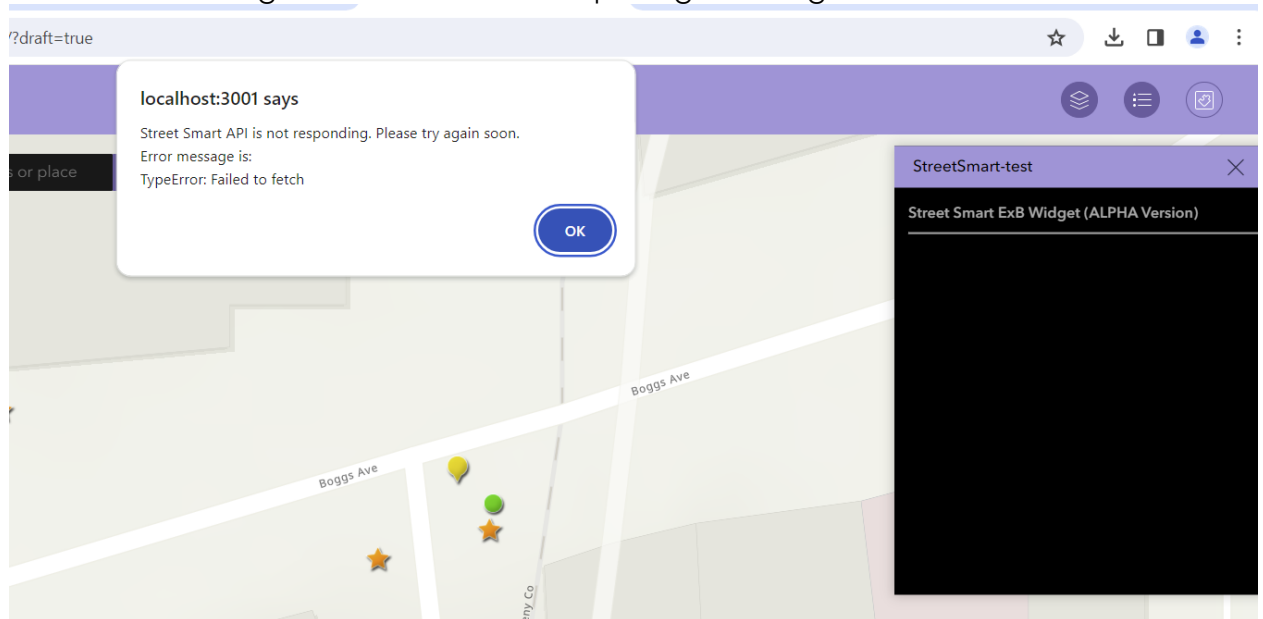 /?draft=true
localhost:3001 says
Street Smart API is not responding. Please try again soon.
Error message is:
TypeError: Failed to fetch
OK
or place
StreetSmart-test
Street Smart ExB Widget (ALPHA Version)
Boggs Ave
Boggs Ave
Co